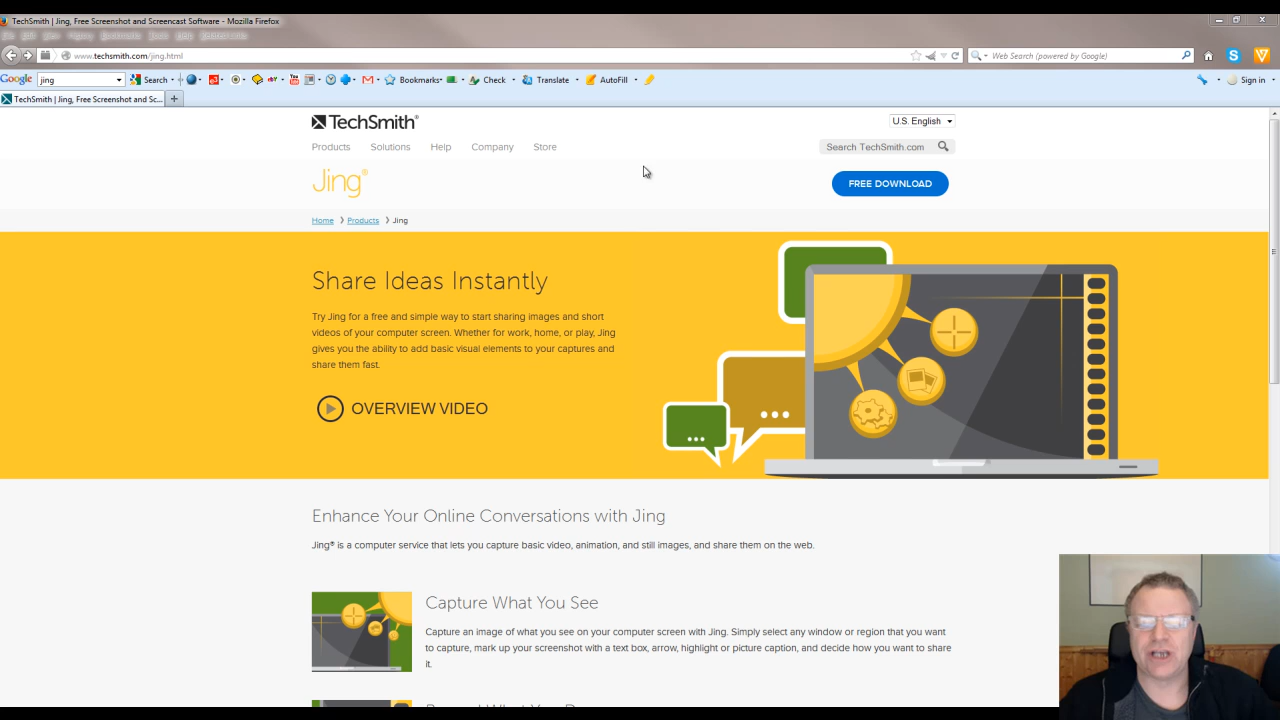 TechSmith | Jing, Free Screenshot and Screencast Software - Mozilla Firefox
File Edit View History Bookmarks Tools Help
www.techsmith.com/jing.html
Web Search (powered by Google)
Google
jing
Search
Bookmarks
Check
Translate
AutoFill
Sign in
TechSmith | Jing, Free Screenshot and Sc...
TechSmith®
U.S. English
Products Solutions Help Company Store
Search TechSmith.com
Jing®
FREE DOWNLOAD
Home Products Jing
Share Ideas Instantly
Try Jing for a free and simple way to start sharing images and short
videos of your computer screen. Whether for work, home, or play, Jing
gives you the ability to add basic visual elements to your captures and
share them fast.
OVERVIEW VIDEO
Enhance Your Online Conversations with Jing
Jing® is a computer service that lets you capture basic video, animation, and still images, and share them on the web.
Capture What You See
Capture an image of what you see on your computer screen with Jing. Simply select any window or region that you want
to capture, mark up your screenshot with a text box, arrow, highlight or picture caption, and decide how you want to share
it.